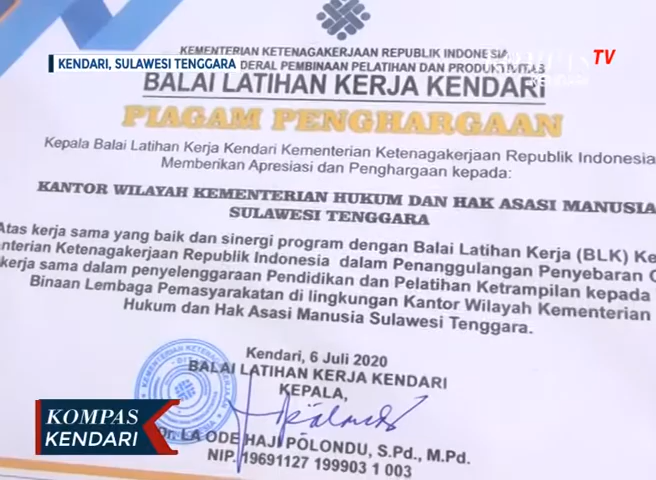 KEMENTERIAN KETENAGAKERJAAN REPUBLIK INDONESIA
KENDARI, SULAWESI TENGGARA
DERAL PEMBINAAN PELATIHAN DAN PRODUKTIVITAS
KOMPAS TV
KENDARI
BALAI LATIHAN KERJA KENDARI
PIAGAM PENGHARGAAN
Kepala Balai Latihan Kerja Kendari Kementerian Ketenagakerjaan Republik Indonesia
Memberikan Apresiasi dan Penghargaan kepada:
KANTOR WILAYAH KEMENTERIAN HUKUM DAN HAK ASASI MANUSIA
SULAWESI TENGGARA
Atas kerja sama yang baik dan sinergi program dengan Balai Latihan Kerja (BLK) Ke
nterian Ketenagakerjaan Republik Indonesia dalam Penanggulangan Penyebaran C
kerja sama dalam penyelenggaraan Pendidikan dan Pelatihan Ketrampilan kepada
Binaan Lembaga Pemasyarakatan di lingkungan Kantor Wilayah Kementerian
Hukum dan Hak Asasi Manusia Sulawesi Tenggara.
Kendari, 6 Juli 2020
BALAI LATIHAN KERJA KENDARI
KEPALA,
Dr. LA ODE HAJI POLONDU, S.Pd., M.Pd.
NIP. 19691127 199903 1 003
KOMPAS
KENDARI